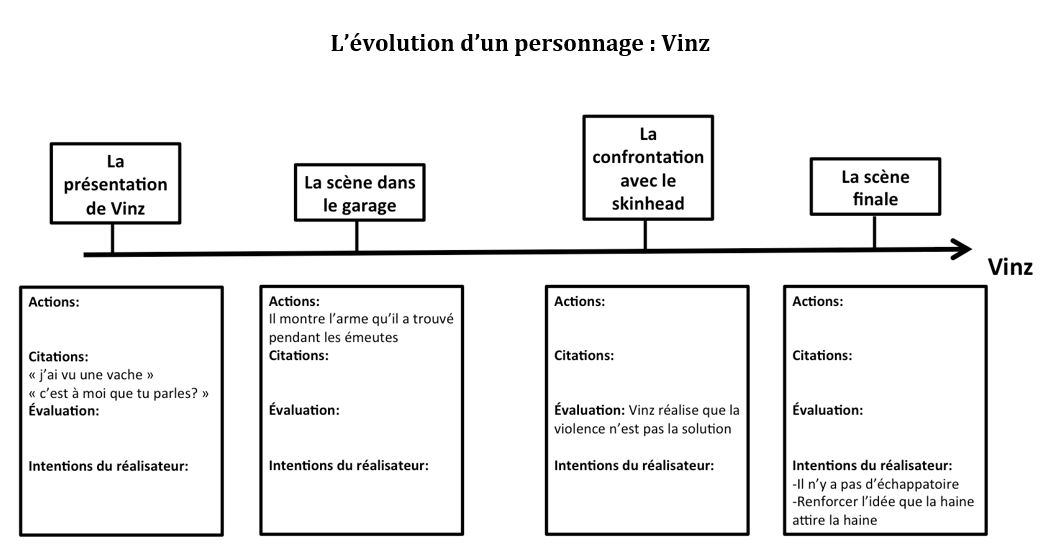 L’évolution d’un personnage : Vinz
La
présentation
de Vinz
La scène dans
le garage
La
confrontation
avec le
skinhead
La scène
finale
Vinz
Actions:
Citations:
« j’ai vu une vache »
« c’est à moi que tu parles? »
Évaluation:
Intentions du réalisateur:
Actions:
Il montre l’arme qu’il a trouvé
pendant les émeutes
Citations:
Évaluation:
Intentions du réalisateur:
Actions:
Citations:
Évaluation: Vinz réalise que la
violence n’est pas la solution
Intentions du réalisateur:
Actions:
Citations:
Évaluation:
Intentions du réalisateur:
-Il n’y a pas d’échappatoire
-Renforcer l’idée que la haine
attire la haine